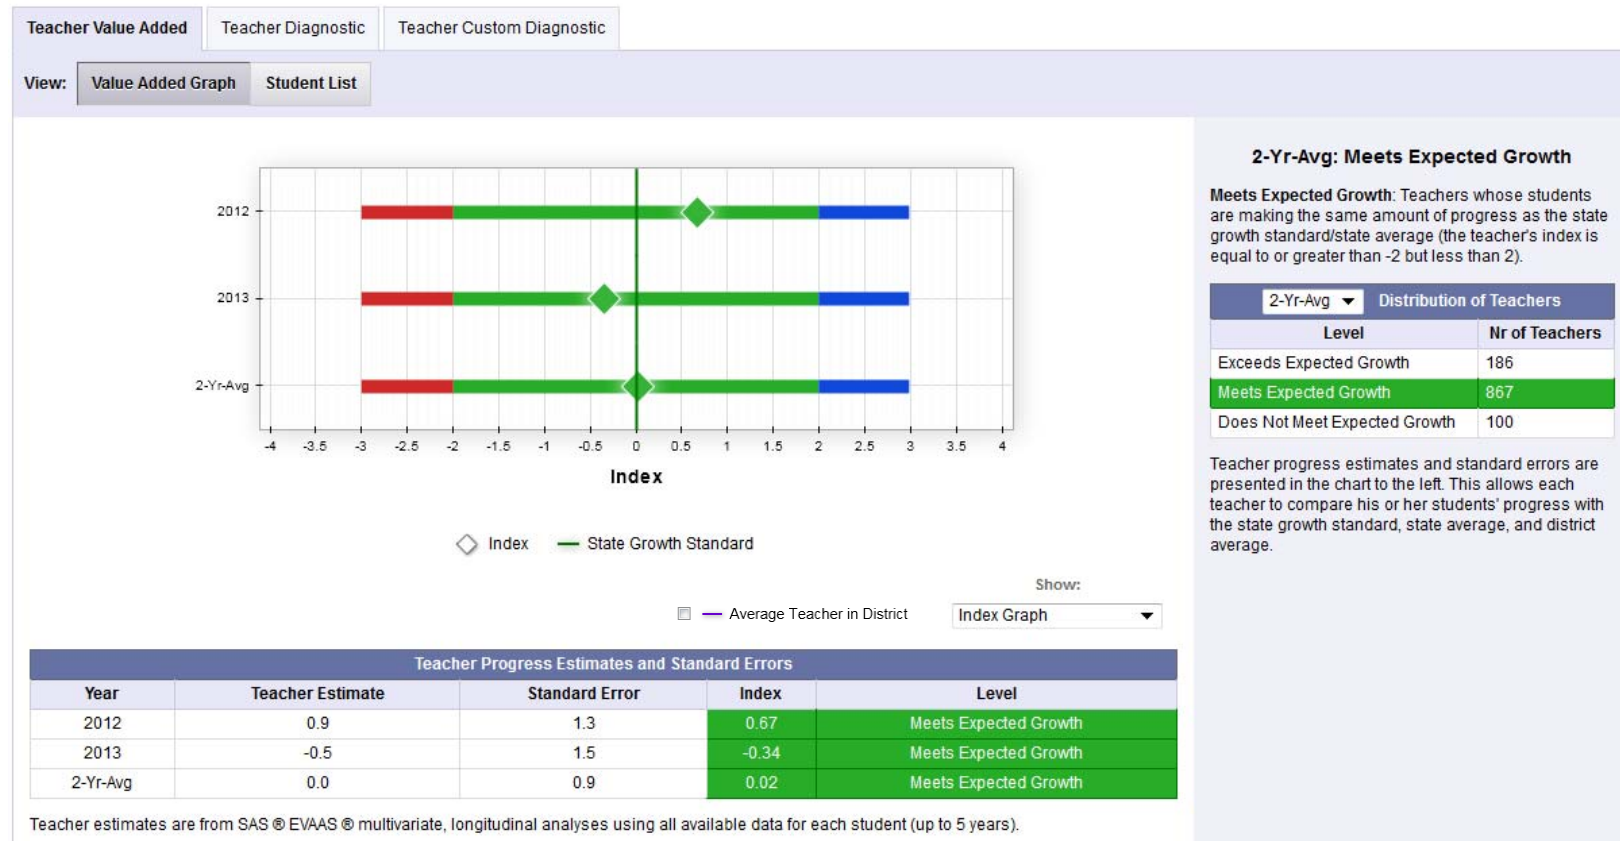 Teacher Value Added Teacher Diagnostic Teacher Custom Diagnostic
View: Value Added Graph Student List
2012
2013
2-Yr-Avg
-4 -3.5 -3 -2.5 -2 -1.5 -1 -0.5 0 0.5 1 1.5 2 2.5 3 3.5 4
Index
Index State Growth Standard
Show:
Average Teacher in District Index Graph
Teacher Progress Estimates and Standard Errors
Year Teacher Estimate Standard Error Index Level
2012 0.9 1.3 0.67 Meets Expected Growth
2013 -0.5 1.5 -0.34 Meets Expected Growth
2-Yr-Avg 0.0 0.9 0.02 Meets Expected Growth
Teacher estimates are from SAS ® EVAAS ® multivariate, longitudinal analyses using all available data for each student (up to 5 years).
2-Yr-Avg: Meets Expected Growth
Meets Expected Growth: Teachers whose students
are making the same amount of progress as the state
growth standard/state average (the teacher's index is
equal to or greater than -2 but less than 2).
2-Yr-Avg Distribution of Teachers
Level Nr of Teachers
Exceeds Expected Growth 186
Meets Expected Growth 867
Does Not Meet Expected Growth 100
Teacher progress estimates and standard errors are
presented in the chart to the left. This allows each
teacher to compare his or her students' progress with
the state growth standard, state average, and district
average.